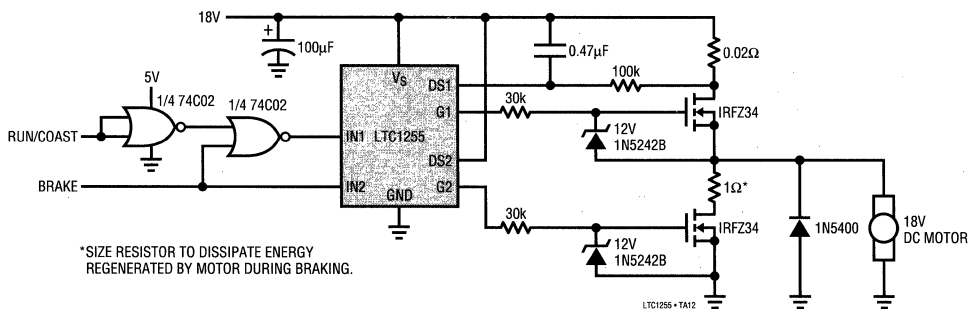 18V
+
100µF
0.47µF
0.02Ω
5V
1/4 74C02
1/4 74C02
VS
DS1
100k
G1
30k
IRFZ34
RUN/COAST
IN1
LTC1255
12V
1N5242B
DS2
BRAKE
IN2
GND
G2
1Ω*
30k
IRFZ34
1N5400
18V
DC MOTOR
12V
1N5242B
*SIZE RESISTOR TO DISSIPATE ENERGY
REGENERATED BY MOTOR DURING BRAKING.
LTC1255 • TA12